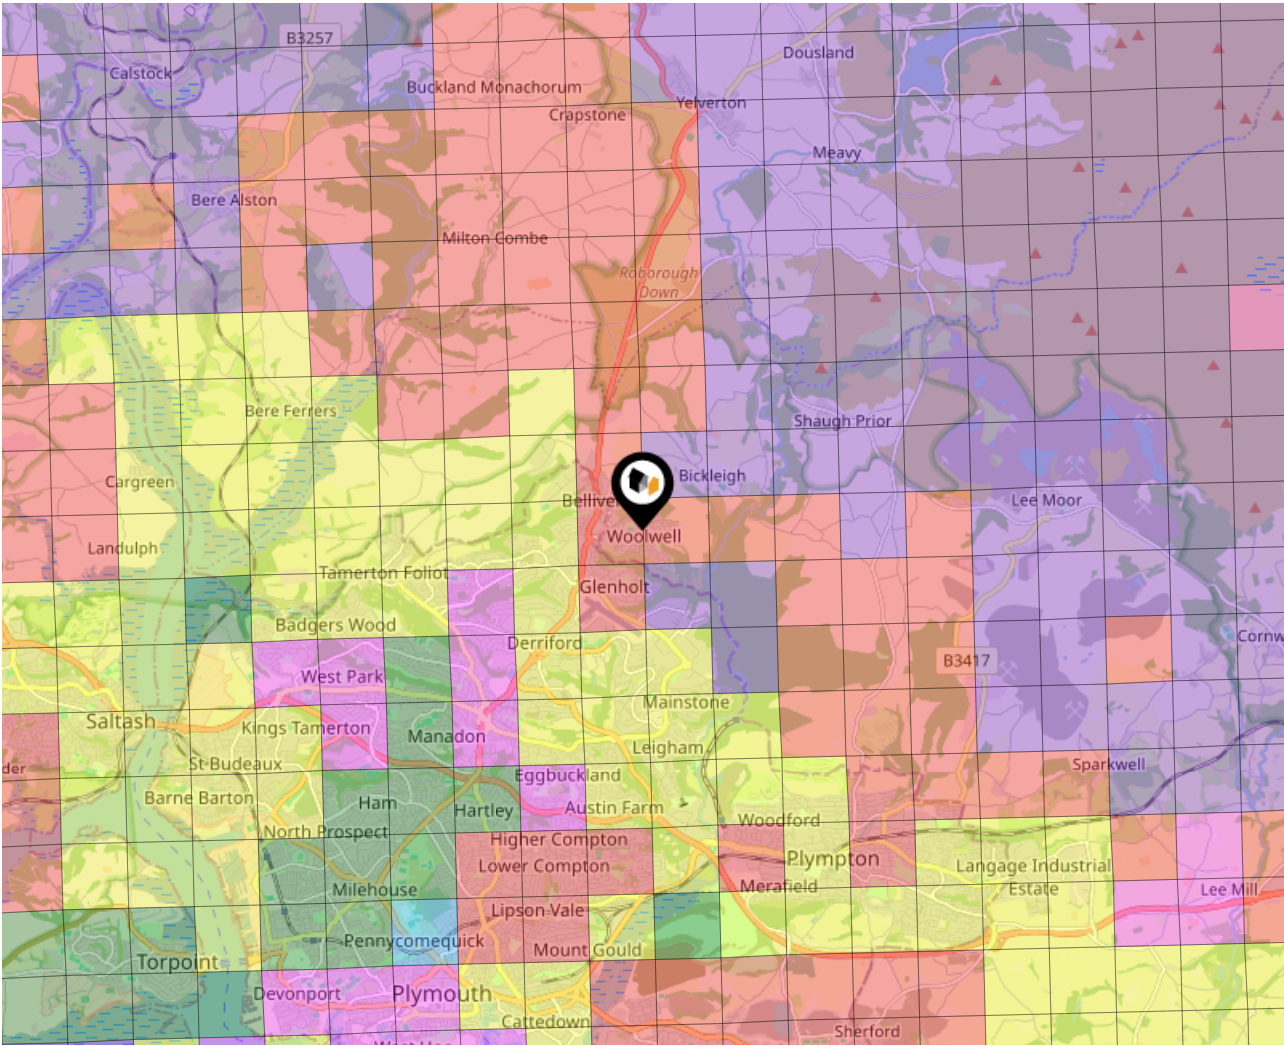 B3257
Dousland
Calstock
Buckland Monachorum
Yelverton
Crapstone
Meavy
Bere Alston
Milton Combe
Roborough
Down
Bere Ferrers
Shaugh Prior
Bickleigh
Cargreen
Bellive
Lee Moor
Woolwell
Landulph
Tamerton Foliot
Glenholt
Badgers Wood
Cornw
Derriford
B3417
West Park
Mainstone
Saltash
Kings Tamerton
Manadon
Leigham
St Budeaux
Sparkwell
der
Eggbuckland
Barne Barton
Ham
Hartley
Austin Farm
Woodford
North Prospect
Higher Compton
Plympton
Lower Compton
Langage Industrial
Estate
Merafield
Milehouse
Lee Mill
Lipson Vale
Pennycomequick
Mount Gould
Torpoint
Devonport
Plymouth
Cattedown
Sherford